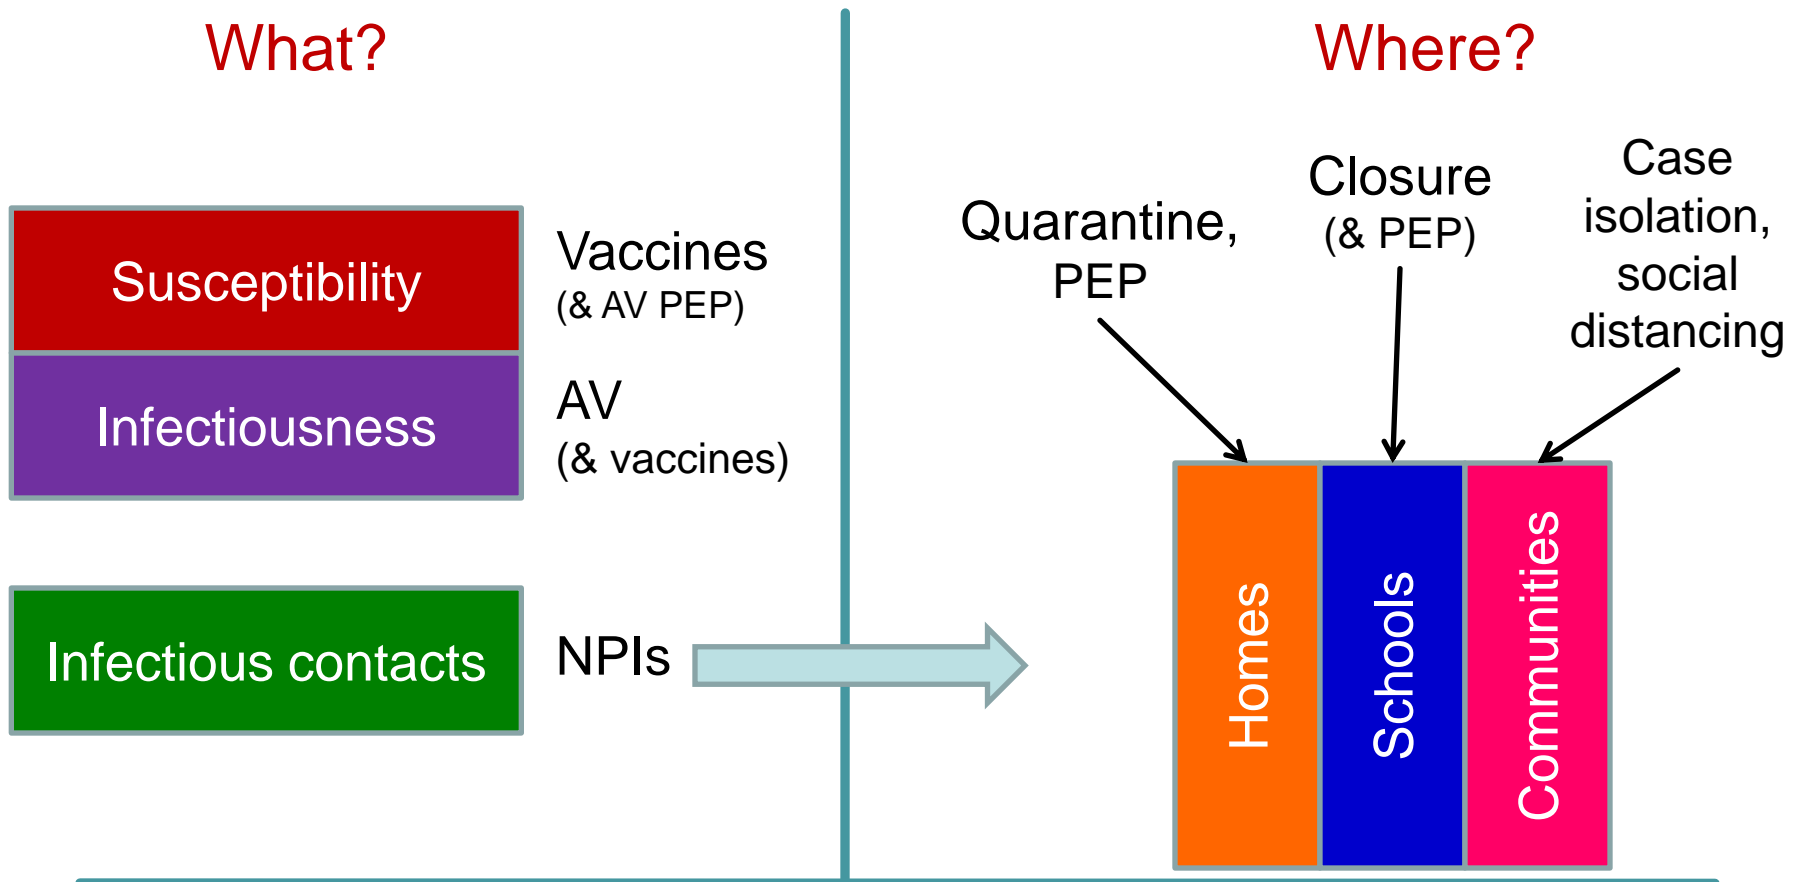 What?
Susceptibility
Vaccines
(& AV PEP)
Infectiousness
AV
(& vaccines)
Infectious contacts
NPIs
Where?
Quarantine,
PEP
Closure
(& PEP)
Case
isolation,
social
distancing
Homes
Schools
Communities